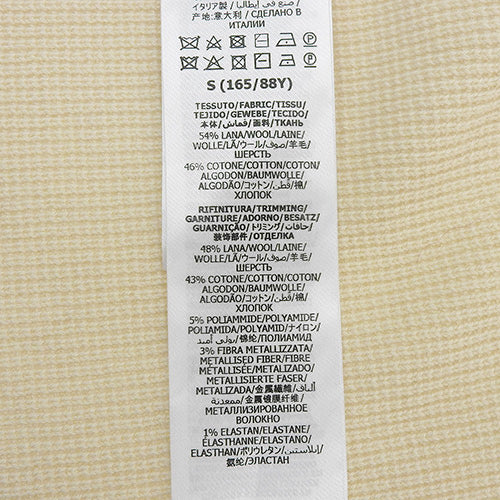 イタリア製 / صنع في إيطاليا /
产地:意大利 / СДЕЛАНО В
ИТАЛИИ
S (165/88Y)
TESSUTO/FABRIC/TISSU/
TEJIDO/GEWEBE/TECIDO/
本体/قماش/面料/ТКАНЬ
54% LANA/WOOL/LAINE/
WOLLE/LÃ/ウール/صوف/羊毛/
ШЕРСТЬ
46% COTONE/COTTON/COTON/
ALGODON/BAUMWOLLE/
ALGODÃO/コットン/قطن/棉/
ХЛОПОК
RIFINITURA/TRIMMING/
GARNITURE/ADORNO/BESATZ/
GUARNIÇÃO/トリミング/حافات/
装饰部件/ОТДЕЛКА
48% LANA/WOOL/LAINE/
WOLLE/LÃ/ウール/صوف/羊毛/
ШЕРСТЬ
43% COTONE/COTTON/COTON/
ALGODON/BAUMWOLLE/
ALGODÃO/コットン/قطن/棉/
ХЛОПОК
5% POLIAMMIDE/POLYAMIDE/
POLIAMIDA/POLYAMID/ナイロン/
بولي أميد/锦纶/ПОЛИАМИД
3% FIBRA METALLIZZATA/
METALLISED FIBER/FIBRE
METALLISÉE/METALIZADO/
METALLISIERTE FASER/
METALIZADA/金属繊維/ألياف
معدنية/金属镀膜纤维/
МЕТАЛЛИЗИРОВАННОЕ
ВОЛОКНО
1% ELASTAN/ELASTANE/
ELASTHANNE/ELASTANO/
ELASTHAN/ポリウレタン/إيلاستين/
氨纶/ЭЛАСТАН